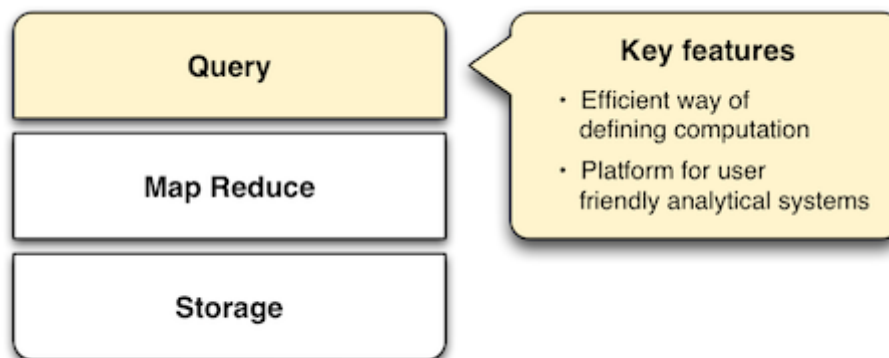 Query
Map Reduce
Storage
Key features
• Efficient way of
defining computation
• Platform for user
friendly analytical systems